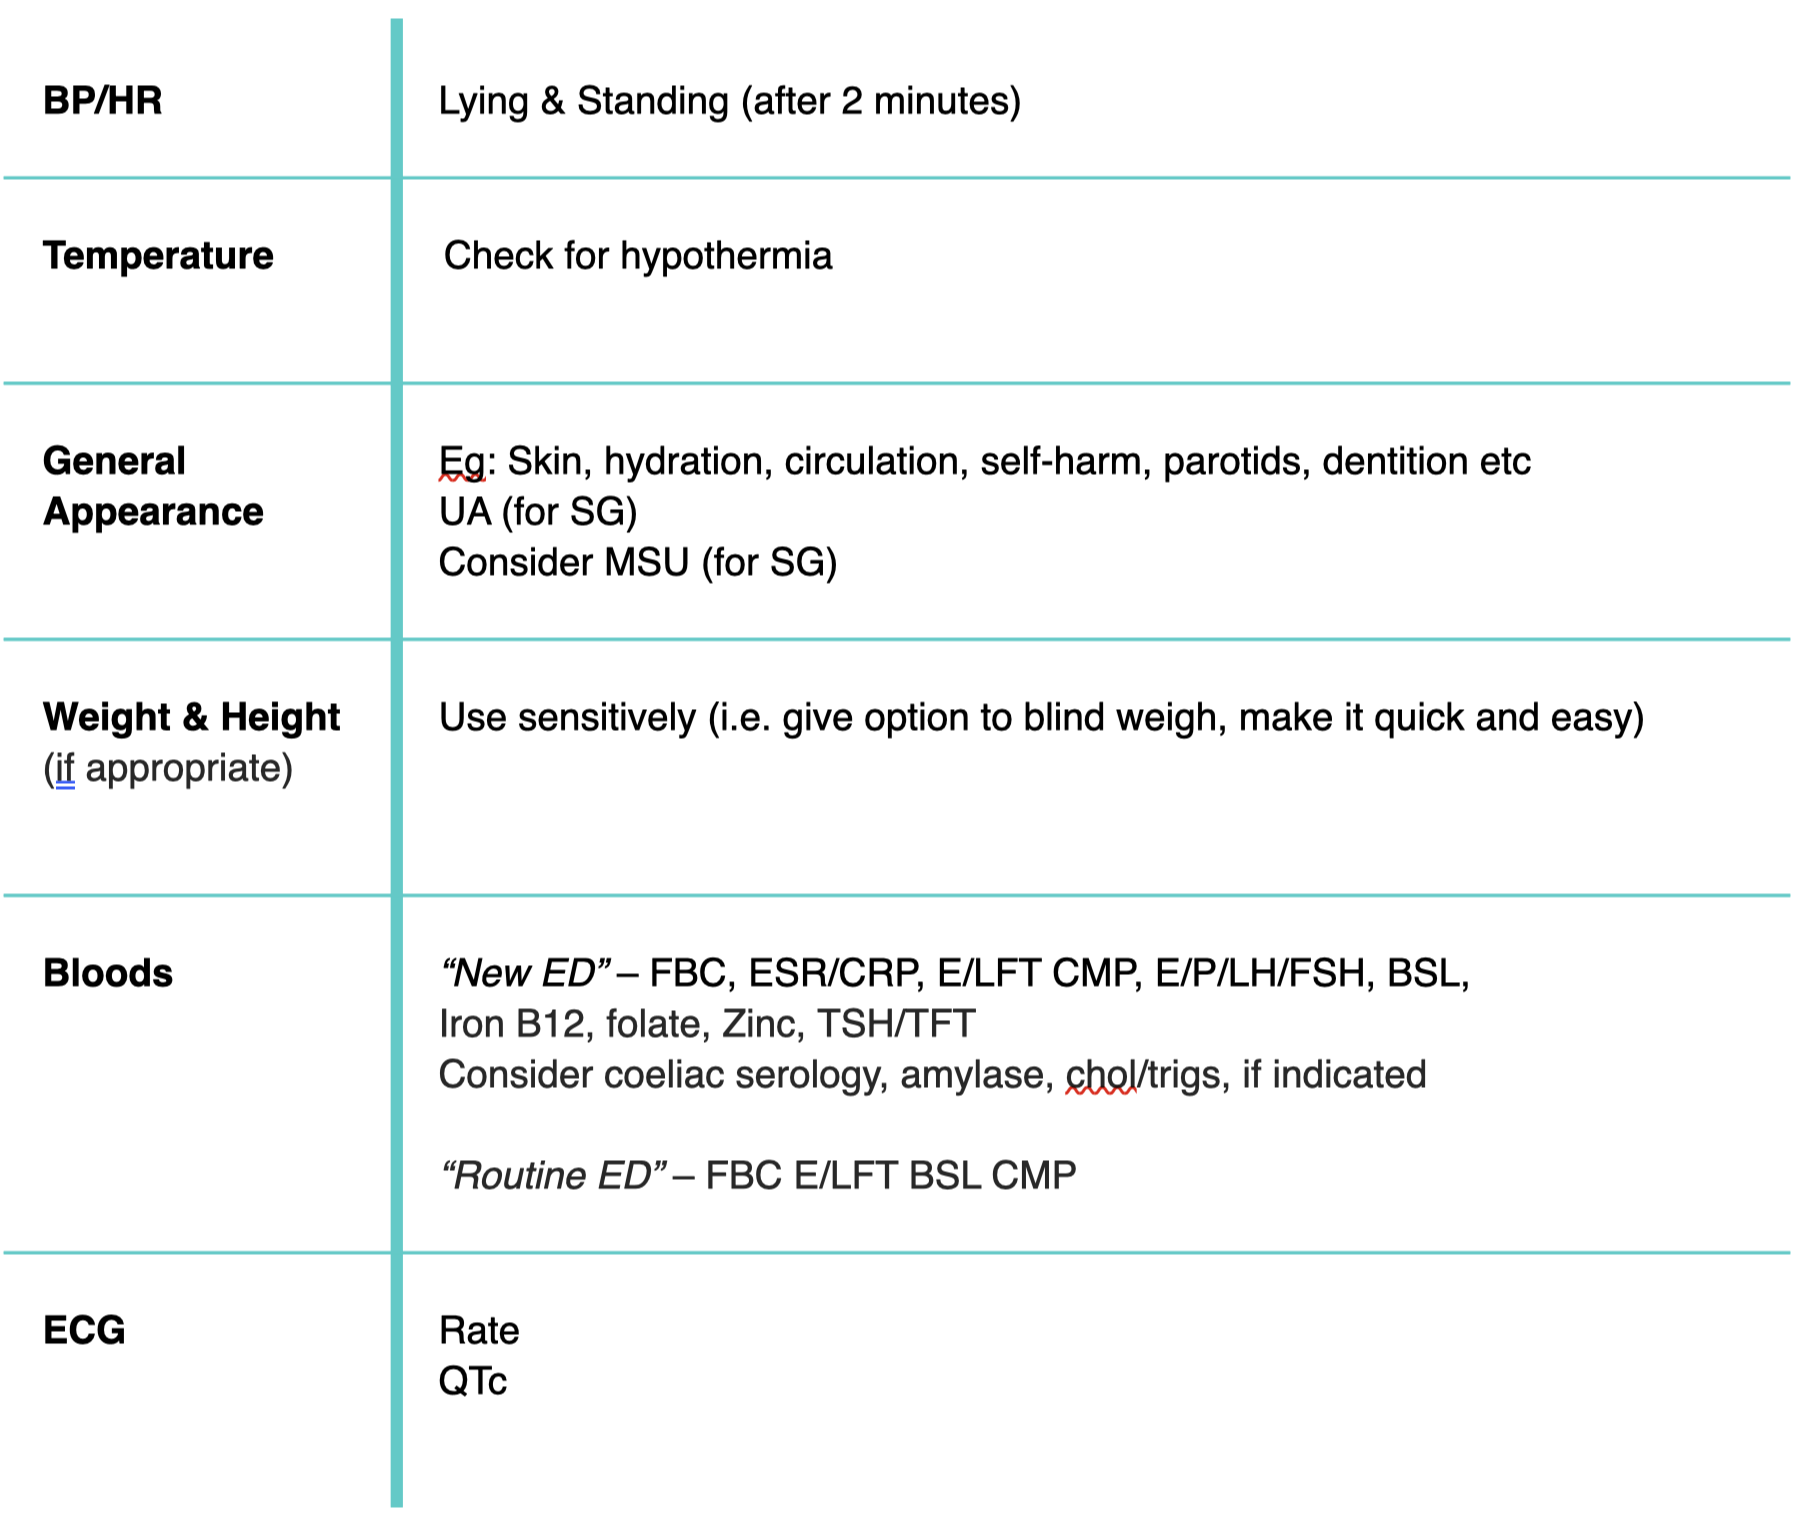 BP/HR
Lying & Standing (after 2 minutes)
Temperature
Check for hypothermia
General
Appearance
Eg: Skin, hydration, circulation, self-harm, parotids, dentition etc
UA (for SG)
Consider MSU (for SG)
Weight & Height
(if appropriate)
Use sensitively (i.e. give option to blind weigh, make it quick and easy)
Bloods
“New ED” – FBC, ESR/CRP, E/LFT CMP, E/P/LH/FSH, BSL,
Iron B12, folate, Zinc, TSH/TFT
Consider coeliac serology, amylase, chol/trigs, if indicated
“Routine ED” – FBC E/LFT BSL CMP
ECG
Rate
QTc